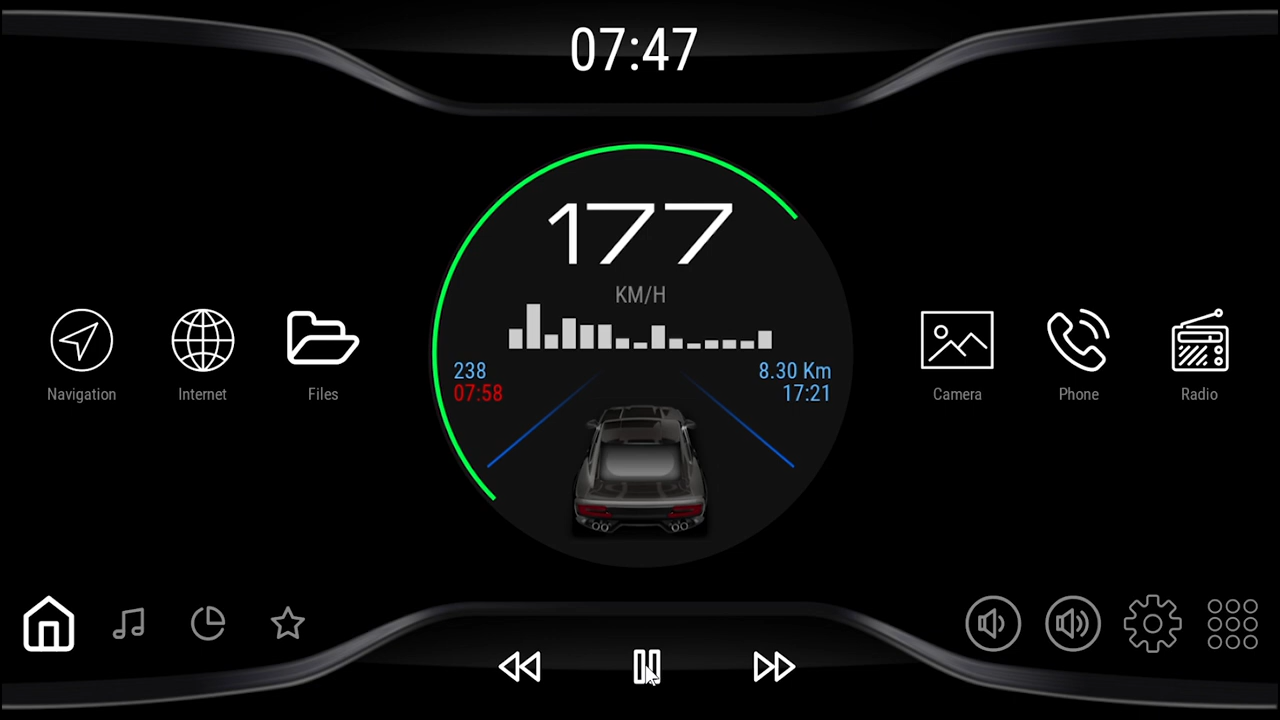 07:47
177
KM/H
238
8.30 Km
07:58
17:21
Navigation
Internet
Files
Camera
Phone
Radio